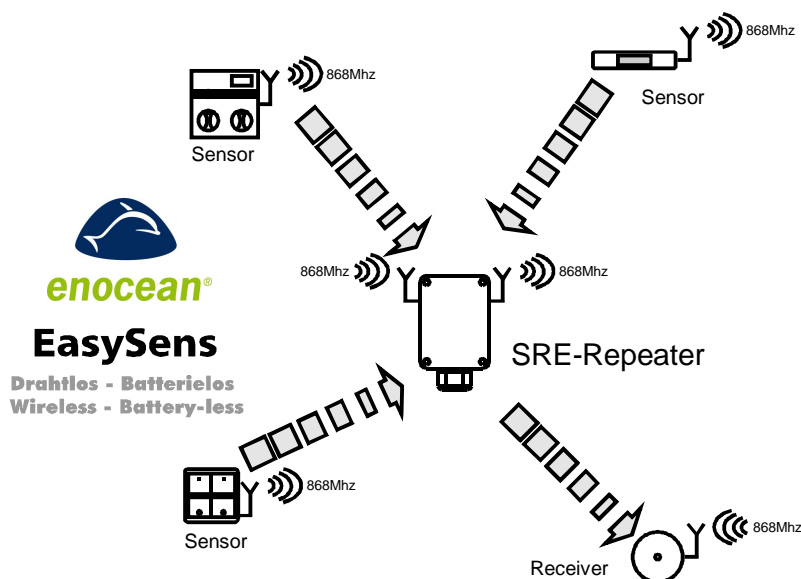 868Mhz
868Mhz
Sensor
Sensor
868Mhz
868Mhz
enocean®
EasySens
SRE-Repeater
Drahtlos - Batterielos
Wireless - Battery-less
868Mhz
868Mhz
Sensor
Receiver